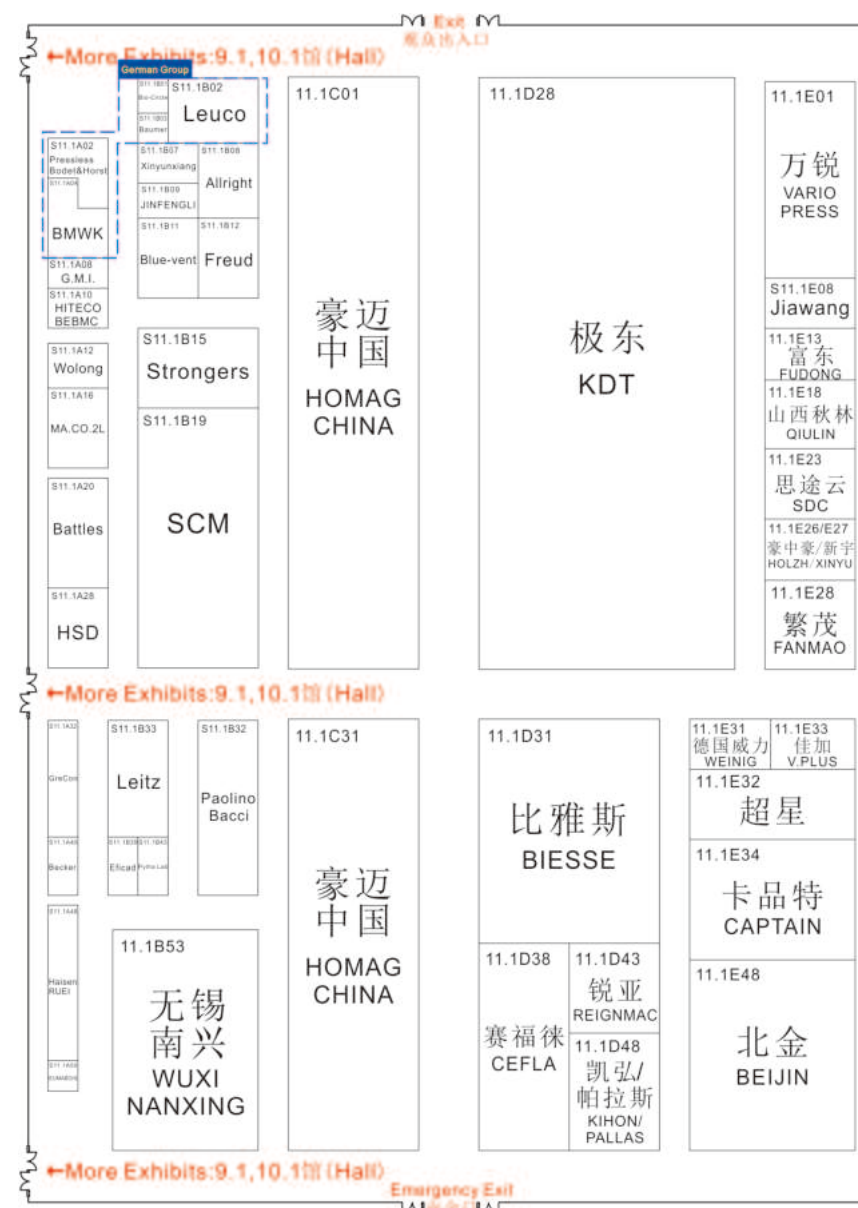 Exit
观众出入口
←More Exhibits:9.1,10.1馆(Hall)
German Group
S11.1B02
Leuco
Baumer
S11.1A02
Pressless
Bodet&Horst
BMWK
S11.1A08
G.M.I.
S11.1A10
HITECO
BEBMC
S11.1B07
Xinyunxiang
S11.1B08
Allright
S11.1B09
JINFENGLI
S11.1B11
Blue-vent
S11.1B12
Freud
S11.1A12
Wolong
S11.1A16
MA.CO.2L
S11.1B15
Strongers
S11.1B19
SCM
S11.1A20
Battles
S11.1A28
HSD
11.1C01
豪迈
中国
HOMAG
CHINA
11.1D28
极东
KDT
11.1E01
万锐
VARIO
PRESS
S11.1E08
Jiawang
11.1E13
富东
FUDONG
11.1E18
山西秋林
QIULIN
11.1E23
思途云
SDC
11.1E26/E27
豪中豪/新宇
HOLZH/XINYU
11.1E28
繁茂
FANMAO
←More Exhibits:9.1,10.1馆(Hall)
S11.1A32
GreCon
Becker
S11.1A48
Haisen
RUEI
S11.1B33
Leitz
Eficad
S11.1B32
Paolino
Bacci
11.1B53
无锡
南兴
WUXI
NANXING
11.1C31
豪迈
中国
HOMAG
CHINA
11.1D31
比雅斯
BIESSE
11.1D38
赛福徕
CEFLA
11.1D43
锐亚
REIGNMAC
11.1D48
凯弘/
帕拉斯
KIHON/
PALLAS
11.1E31
德国威力
WEINIG
11.1E33
佳加
V.PLUS
11.1E32
超星
11.1E34
卡品特
CAPTAIN
11.1E48
北金
BEIJIN
←More Exhibits:9.1,10.1馆(Hall)
Emergency Exit